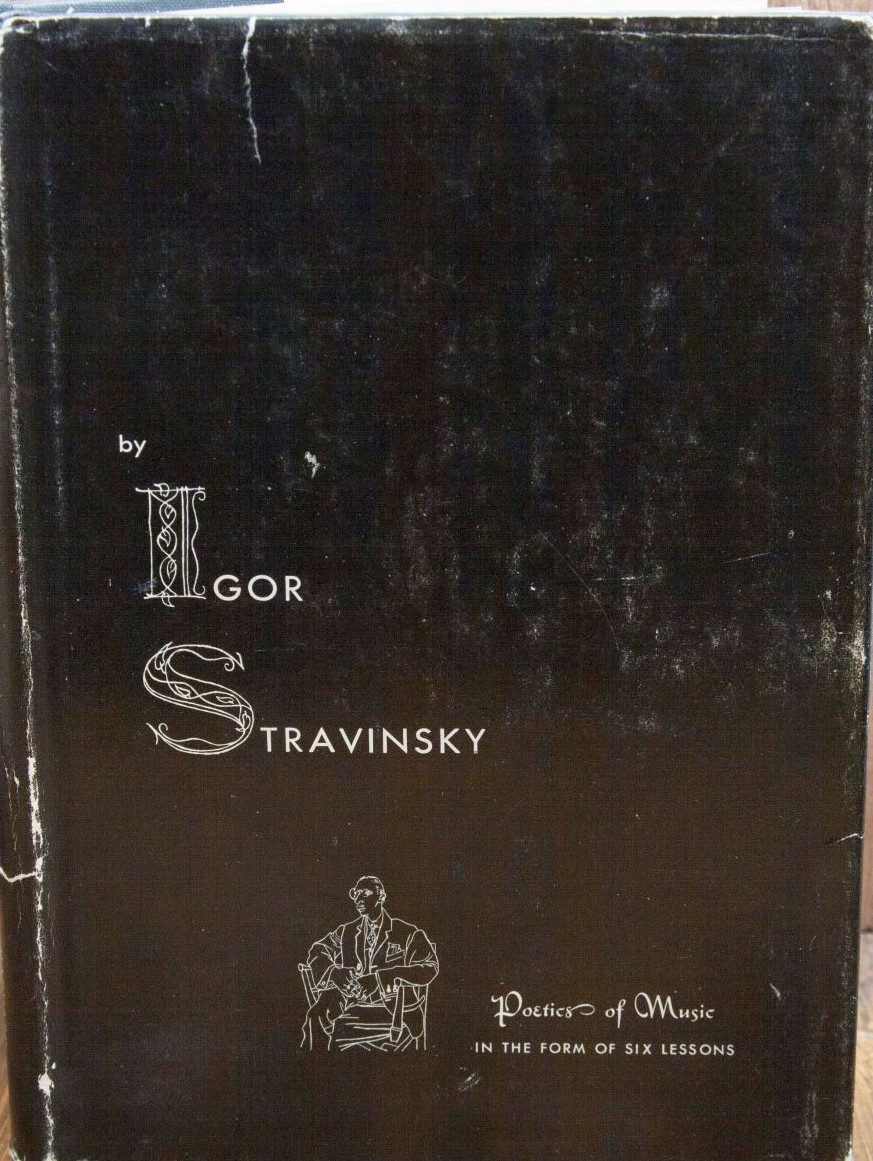 by
IGOR
STRAVINSKY
Poetics of Music
IN THE FORM OF SIX LESSONS